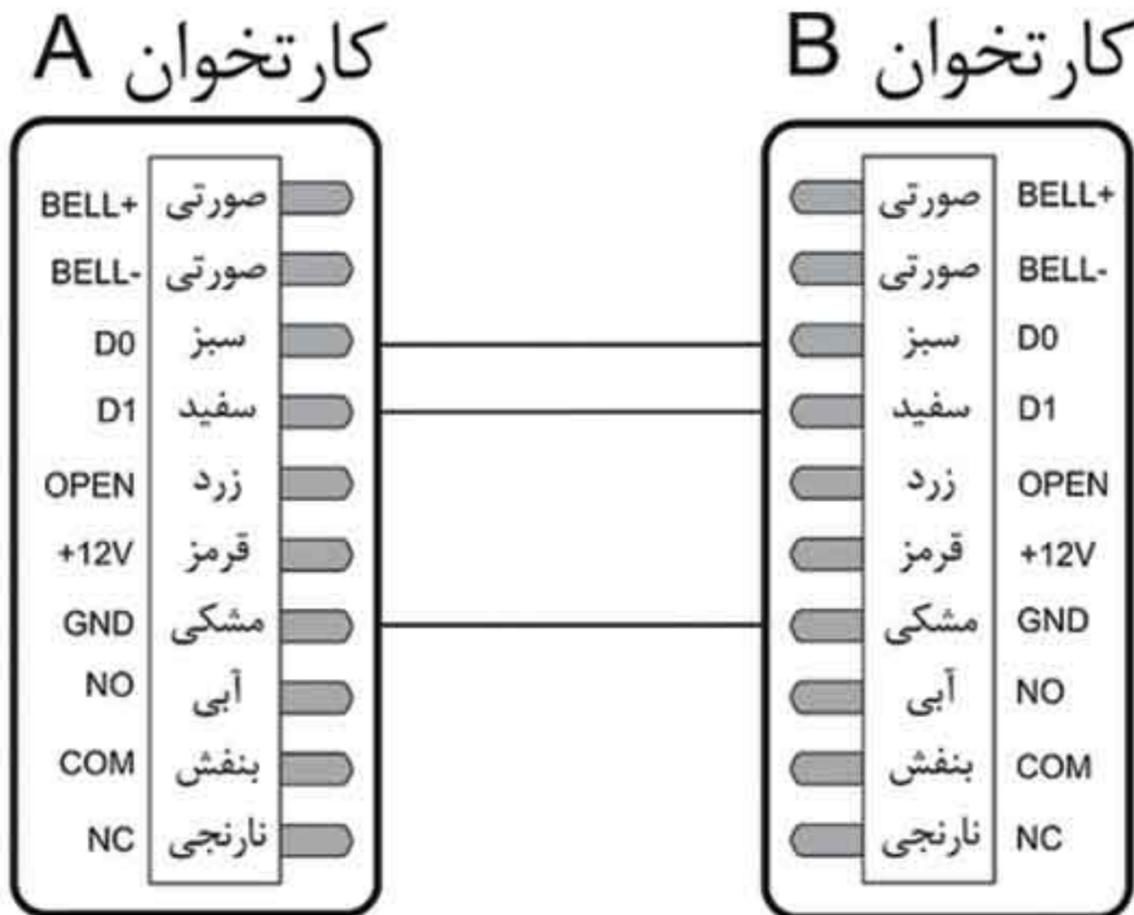 کارتخوان A
BELL+ صورتی
BELL- صورتی
D0 سبز
D1 سفید
OPEN زرد
+12V قرمز
GND مشکی
NO آبی
COM بنفش
NC نارنجی
کارتخوان B
صورتی BELL+
صورتی BELL-
سبز D0
سفید D1
زرد OPEN
قرمز +12V
مشکی GND
آبی NO
بنفش COM
نارنجی NC